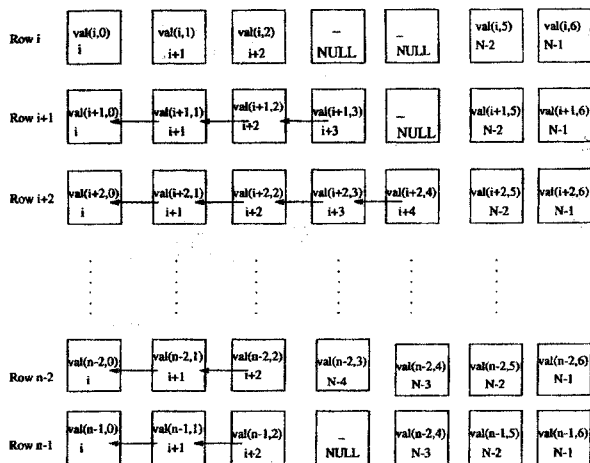 Row i val(i,0) val(i,1) val(i,2) – – val(i,5) val(i,6)
i i+1 i+2 NULL NULL N-2 N-1
Row i+1 val(i+1,0) val(i+1,1) val(i+1,2) val(i+1,3) – val(i+1,5) val(i+1,6)
i i+1 i+2 i+3 NULL N-2 N-1
Row i+2 val(i+2,0) val(i+2,1) val(i+2,2) val(i+2,3) val(i+2,4) val(i+2,5) val(i+2,6)
i i+1 i+2 i+3 i+4 N-2 N-1
Row n-2 val(n-2,0) val(n-2,1) val(n-2,2) val(n-2,3) val(n-2,4) val(n-2,5) val(n-2,6)
i i+1 i+2 N-4 N-3 N-2 N-1
Row n-1 val(n-1,0) val(n-1,1) val(n-1,2) – val(n-2,4) val(n-1,5) val(n-1,6)
i i+1 i+2 NULL N-3 N-2 N-1